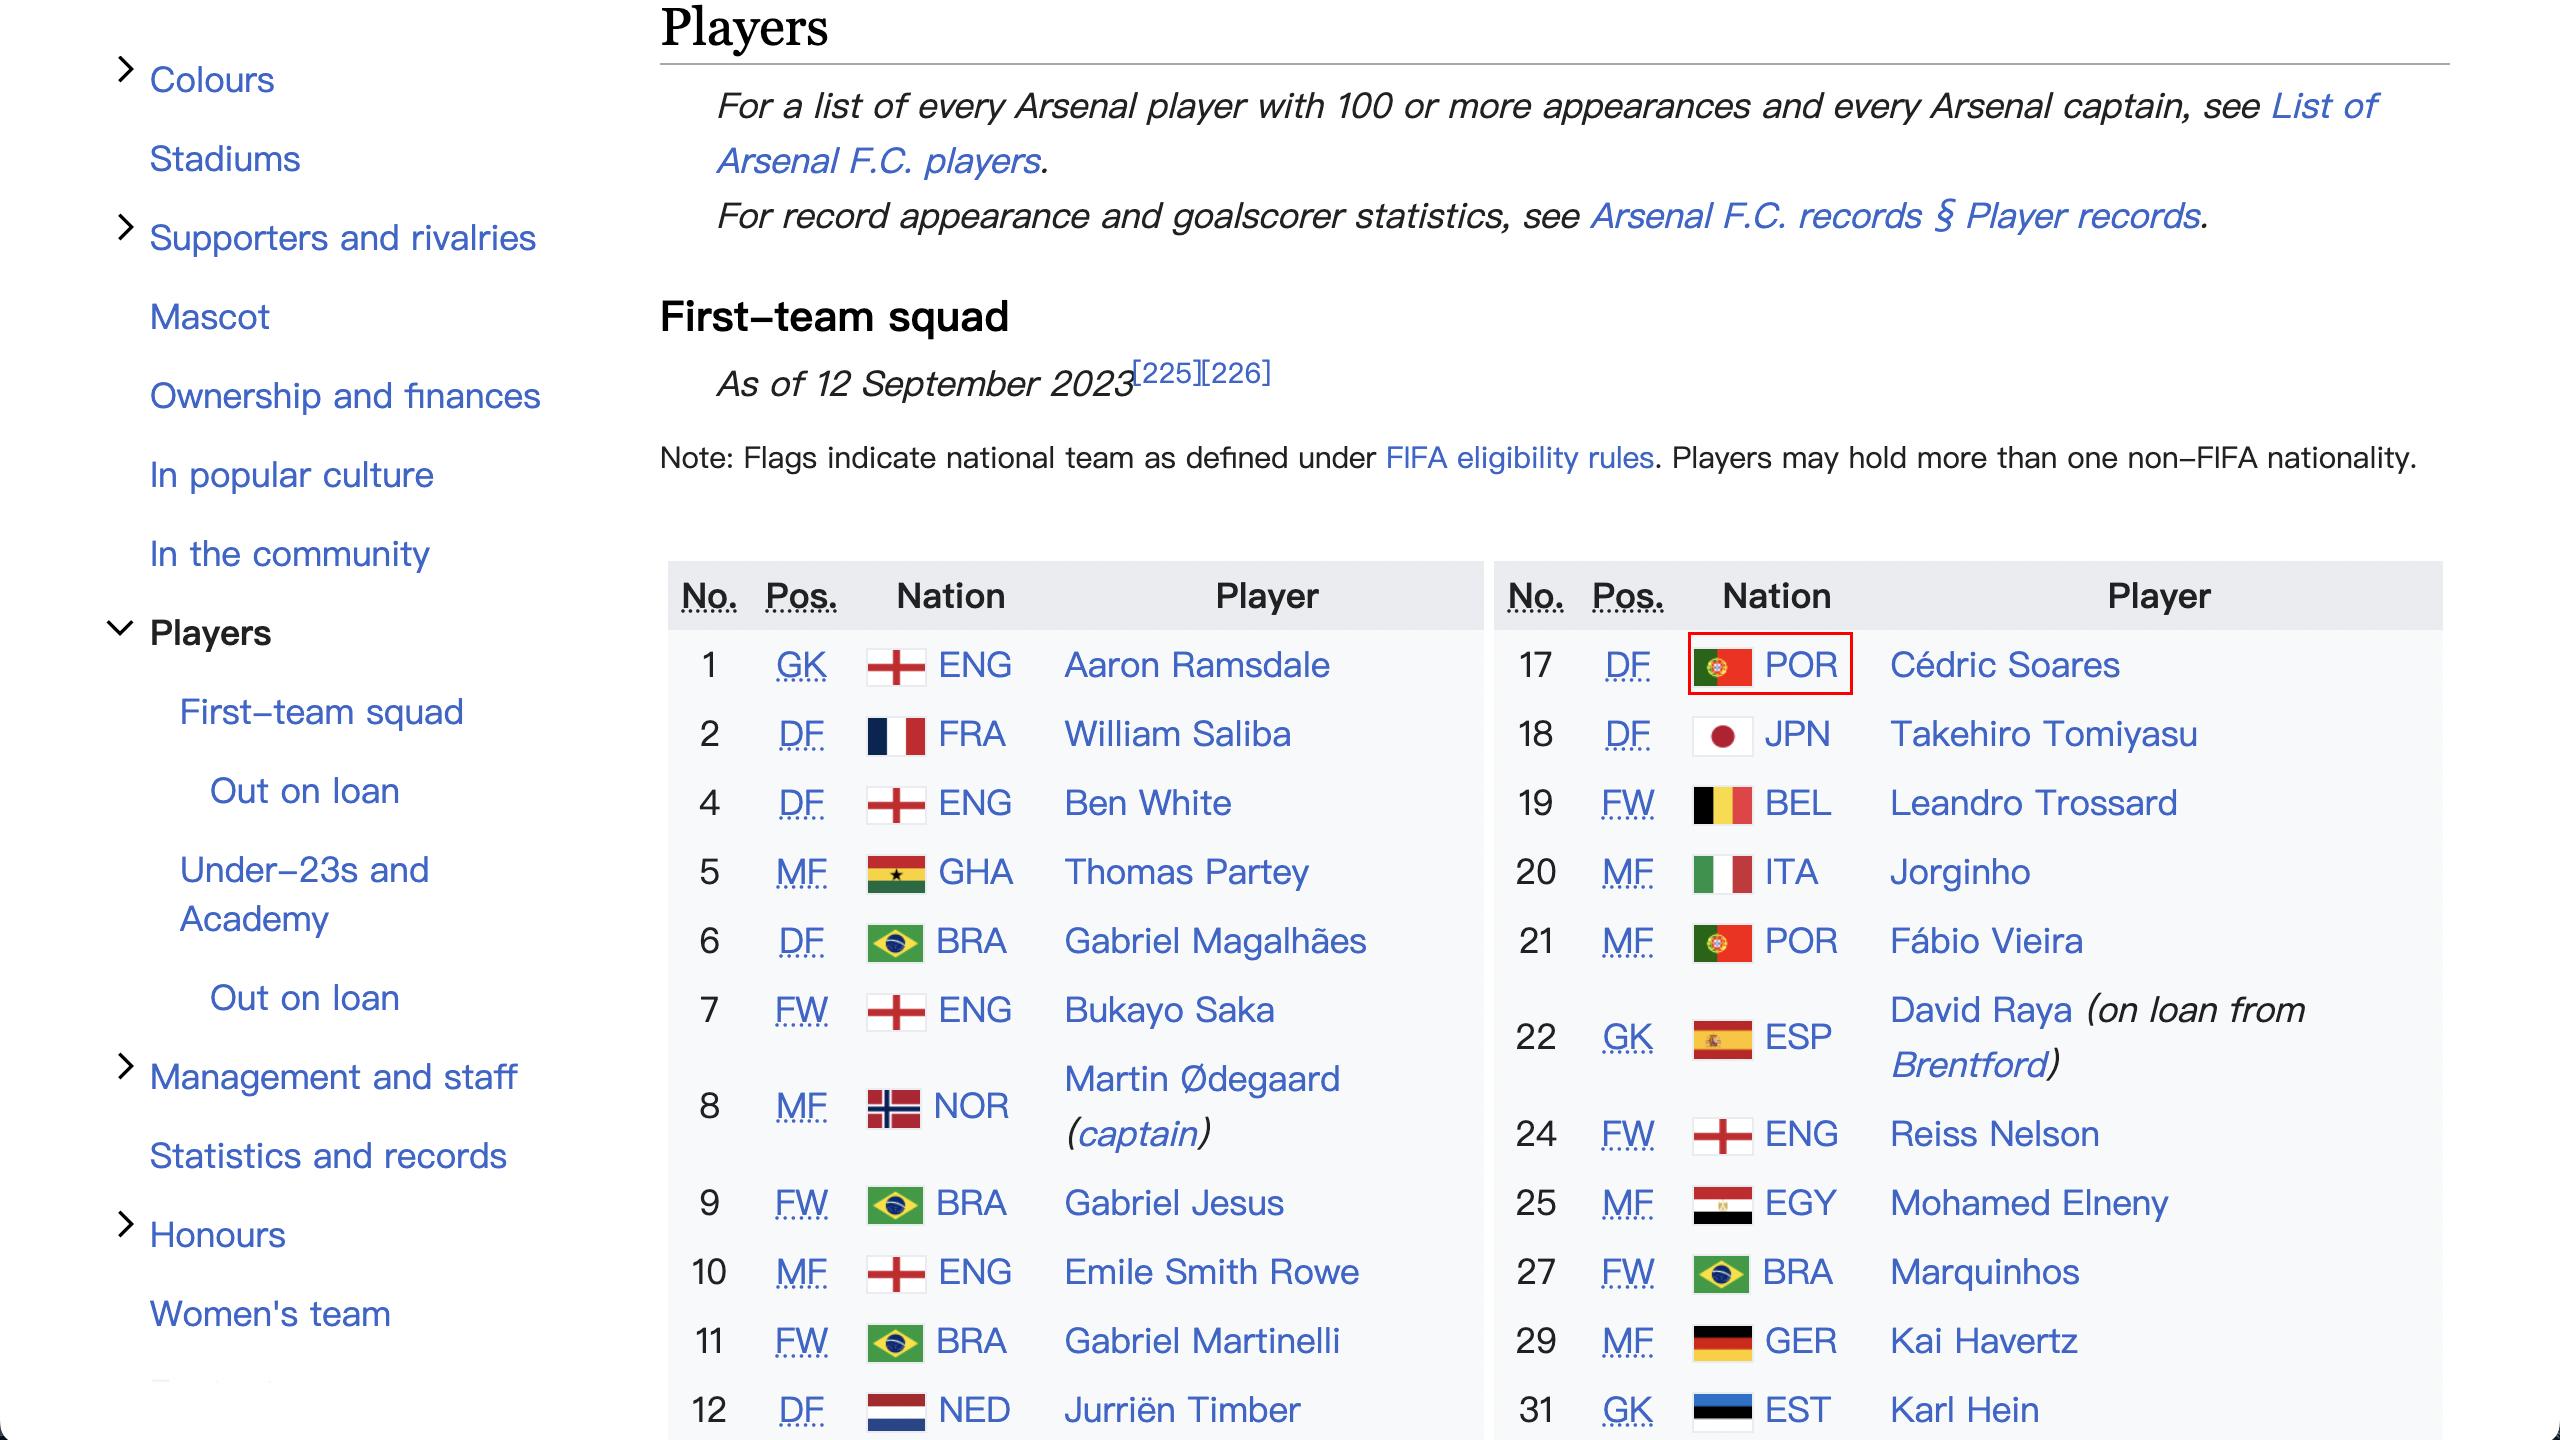 Players
Colours
For a list of every Arsenal player with 100 or more appearances and every Arsenal captain, see List of
Arsenal F.C. players.
Stadiums
For record appearance and goalscorer statistics, see Arsenal F.C. records § Player records.
Supporters and rivalries
Mascot
First-team squad
Ownership and finances
As of 12 September 2023[225][226]
In popular culture
Note: Flags indicate national team as defined under FIFA eligibility rules. Players may hold more than one non-FIFA nationality.
In the community
Players
First-team squad
Out on loan
Under-23s and
Academy
Out on loan
Management and staff
Statistics and records
Honours
Women's team
No. Pos. Nation Player
1 GK ENG Aaron Ramsdale
2 DF FRA William Saliba
4 DF ENG Ben White
5 MF GHA Thomas Partey
6 DF BRA Gabriel Magalhães
7 FW ENG Bukayo Saka
8 MF NOR Martin Ødegaard
(captain)
9 FW BRA Gabriel Jesus
10 MF ENG Emile Smith Rowe
11 FW BRA Gabriel Martinelli
12 DF NED Jurriën Timber
No. Pos. Nation Player
17 DF POR Cédric Soares
18 DF JPN Takehiro Tomiyasu
19 FW BEL Leandro Trossard
20 MF ITA Jorginho
21 MF POR Fábio Vieira
22 GK ESP David Raya (on loan from
Brentford)
24 FW ENG Reiss Nelson
25 MF EGY Mohamed Elneny
27 FW BRA Marquinhos
29 MF GER Kai Havertz
31 GK EST Karl Hein